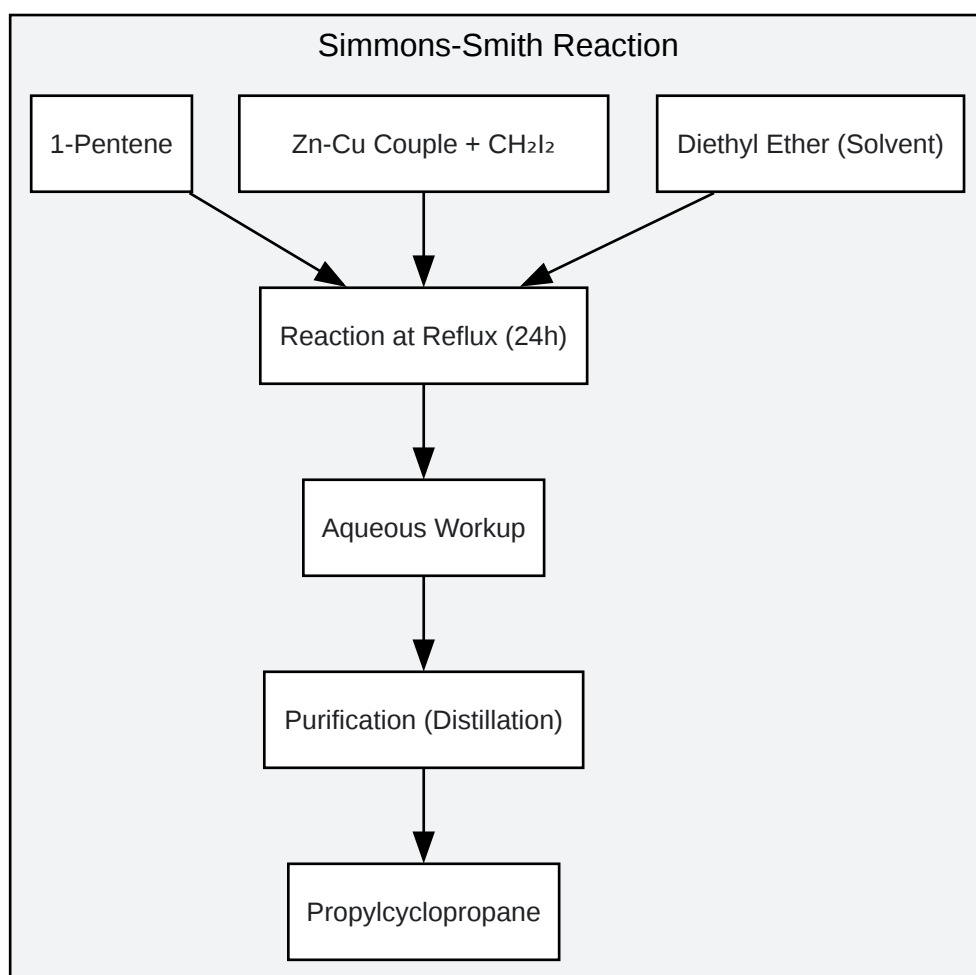 Simmons-Smith Reaction
1-Pentene
Zn-Cu Couple + CH₂I₂
Diethyl Ether (Solvent)
Reaction at Reflux (24h)
Aqueous Workup
Purification (Distillation)
Propylcyclopropane